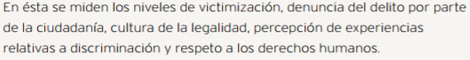 En ésta se miden los niveles de victimización, denuncia del delito por parte
de la ciudadanía, cultura de la legalidad, percepción de experiencias
relativas a discriminación y respeto a los derechos humanos.